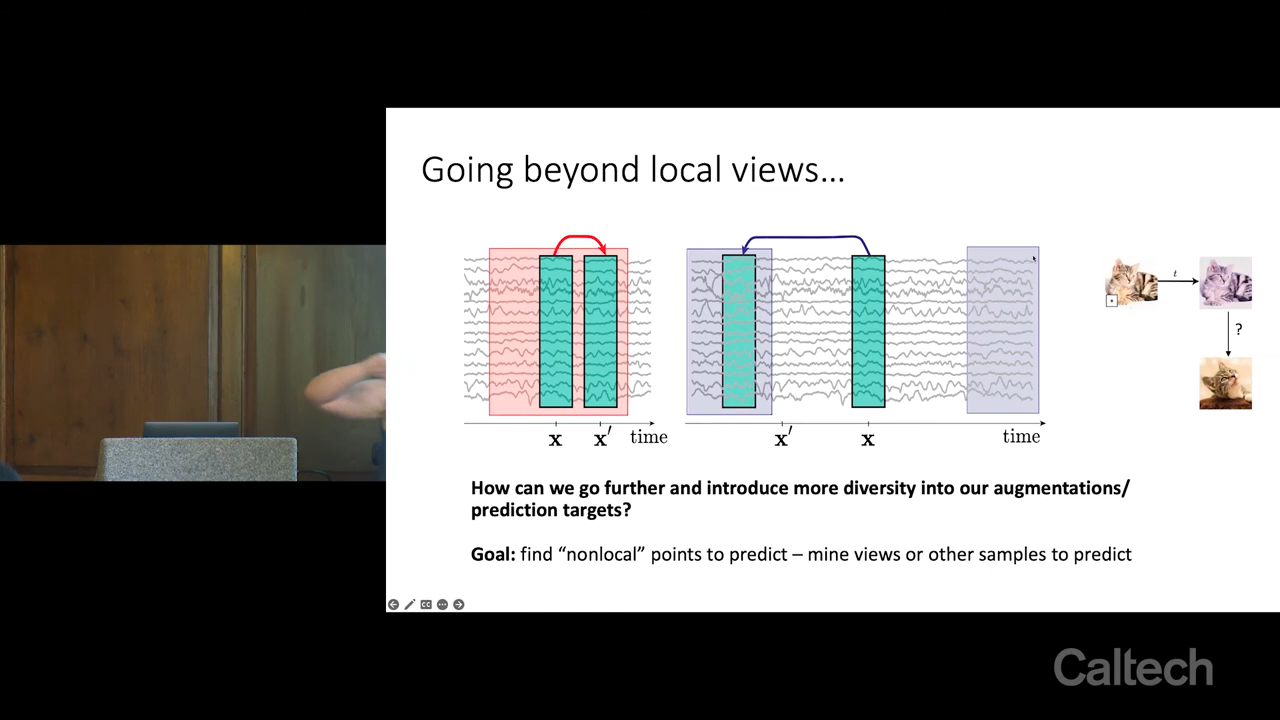 Going beyond local views...
t
?
x x′ time
x′ x time
How can we go further and introduce more diversity into our augmentations/
prediction targets?
Goal: find “nonlocal” points to predict – mine views or other samples to predict
Caltech